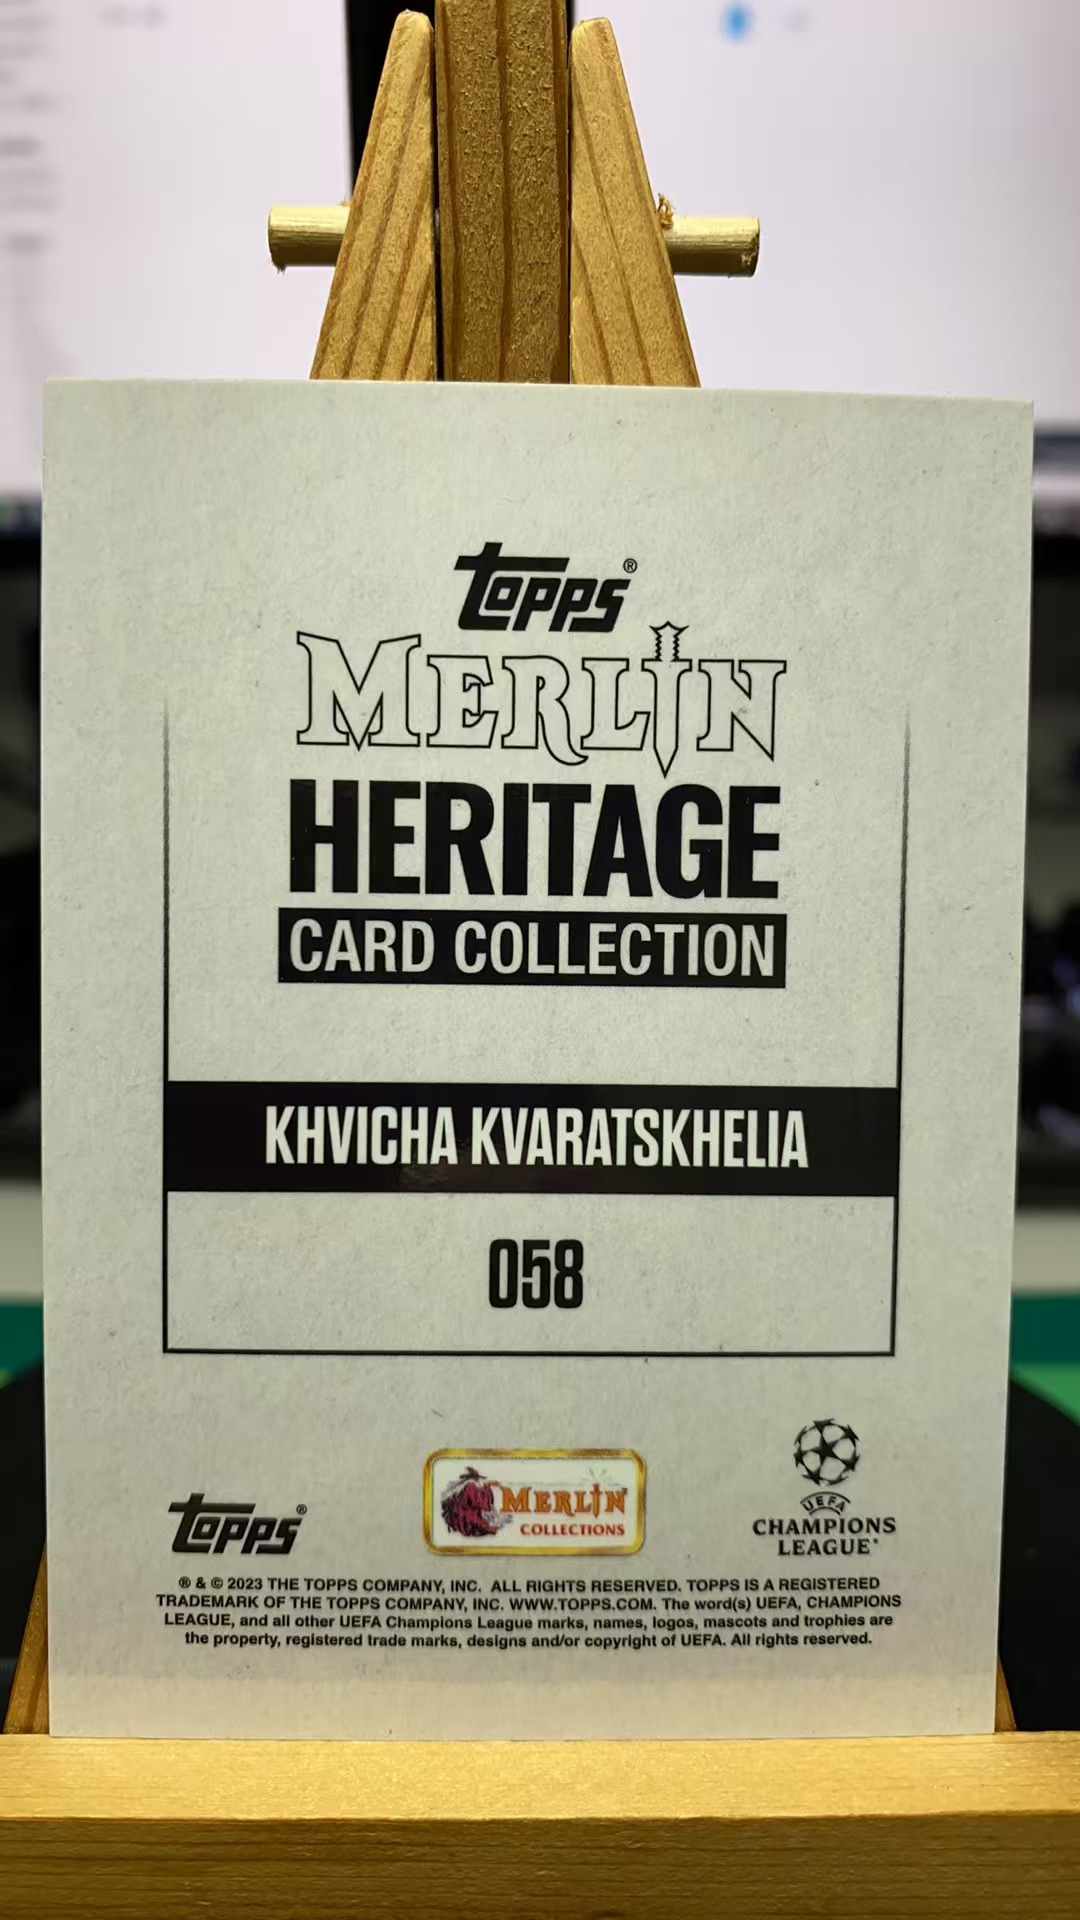 topps®
MERLIN
HERITAGE
CARD COLLECTION
KHVICHA KVARATSKHELIA
058
topps®
MERLIN
COLLECTIONS
UEFA
CHAMPIONS
LEAGUE®
® & © 2023 THE TOPPS COMPANY, INC. ALL RIGHTS RESERVED. TOPPS IS A REGISTERED
TRADEMARK OF THE TOPPS COMPANY, INC. WWW.TOPPS.COM. The word(s) UEFA, CHAMPIONS
LEAGUE, and all other UEFA Champions League marks, names, logos, mascots and trophies are
the property, registered trade marks, designs and/or copyright of UEFA. All rights reserved.